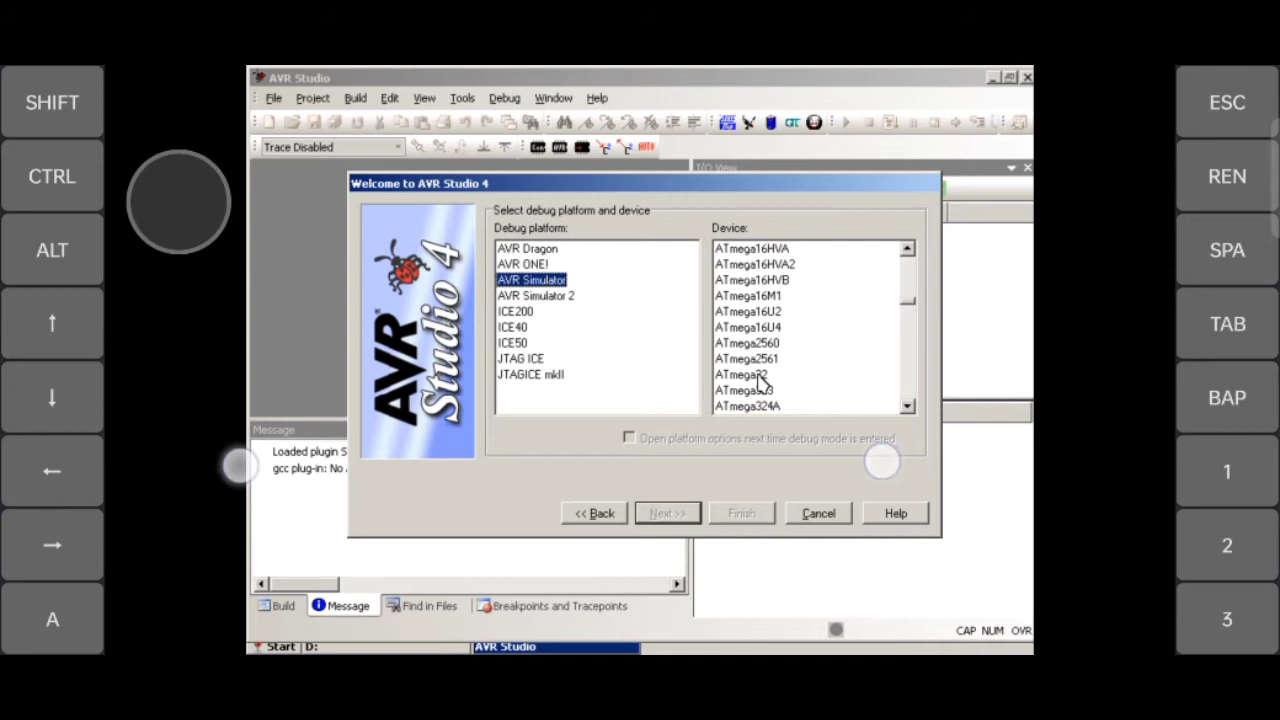 SHIFT
CTRL
ALT
↑
↓
←
→
A
AVR Studio
File Project Build Edit View Tools Debug Window Help
Trace Disabled
I/O View
Welcome to AVR Studio 4
AVR Studio 4
Select debug platform and device
Debug platform:
AVR Dragon
AVR ONE!
AVR Simulator
AVR Simulator 2
ICE200
ICE40
ICE50
JTAG ICE
JTAGICE mkII
Device:
ATmega16HVA
ATmega16HVA2
ATmega16HVB
ATmega16M1
ATmega16U2
ATmega16U4
ATmega2560
ATmega2561
ATmega32
ATmega324A
Open platform options next time debug mode is entered
<< Back Next >> Finish Cancel Help
Message
Loaded plugin S
gcc plug-in: No
Build Message Find in Files Breakpoints and Tracepoints
CAP NUM OVR
Start D: AVR Studio
ESC
REN
SPA
TAB
BAP
1
2
3